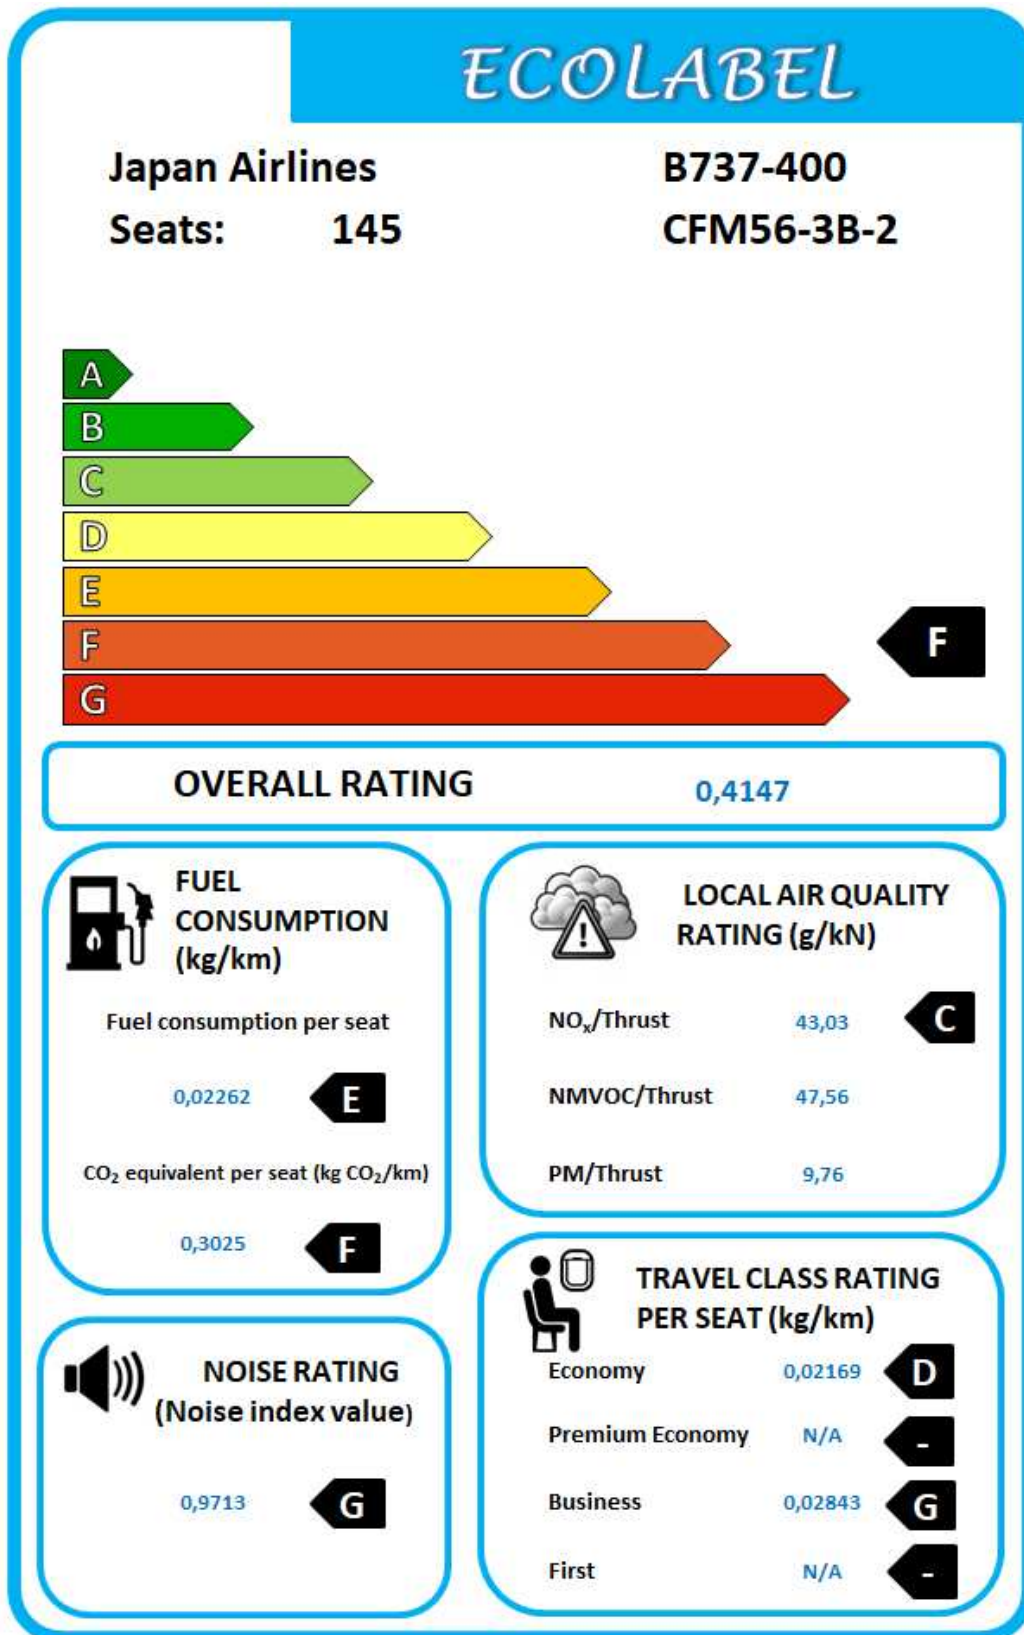 ECOLABEL
Japan Airlines B737-400
Seats: 145 CFM56-3B-2
A
B
C
D
E
F F
G
OVERALL RATING 0,4147
FUEL
CONSUMPTION
(kg/km)
Fuel consumption per seat
0,02262 E
CO₂ equivalent per seat (kg CO₂/km)
0,3025 F
LOCAL AIR QUALITY
RATING (g/kN)
!
NOₓ/Thrust 43,03 C
NMVOC/Thrust 47,56
PM/Thrust 9,76
NOISE RATING
(Noise index value)
0,9713 G
TRAVEL CLASS RATING
PER SEAT (kg/km)
Economy 0,02169 D
Premium Economy N/A -
Business 0,02843 G
First N/A -